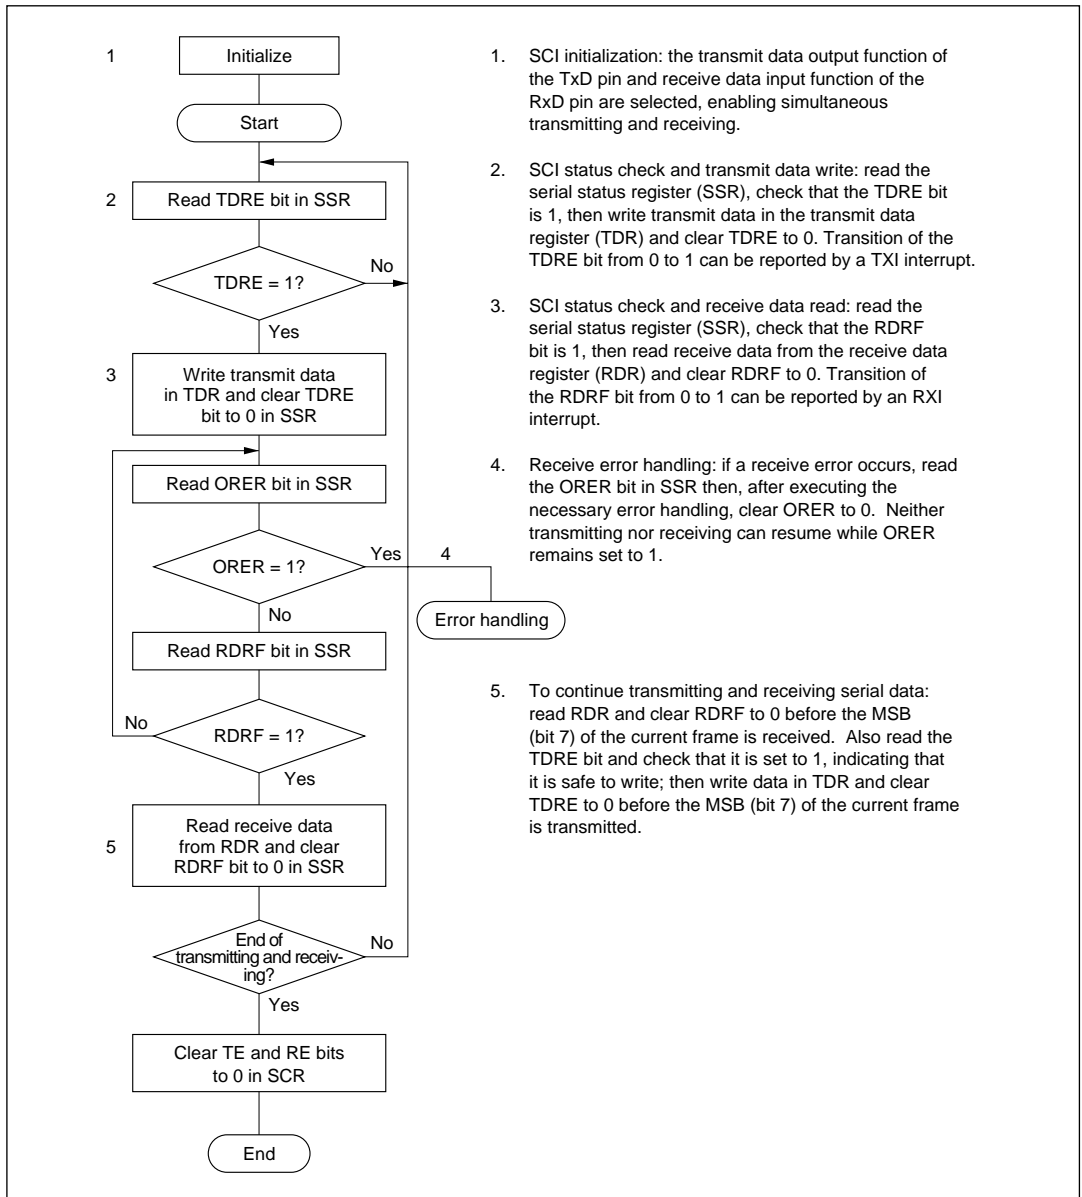 1
Initialize
Start
2
Read TDRE bit in SSR
TDRE = 1?
No
Yes
3
Write transmit data
in TDR and clear TDRE
bit to 0 in SSR
Read ORER bit in SSR
ORER = 1?
Yes
4
Error handling
No
Read RDRF bit in SSR
No
RDRF = 1?
Yes
5
Read receive data
from RDR and clear
RDRF bit to 0 in SSR
End of
transmitting and receiv-
ing?
No
Yes
Clear TE and RE bits
to 0 in SCR
End
1. SCI initialization: the transmit data output function of
the TxD pin and receive data input function of the
RxD pin are selected, enabling simultaneous
transmitting and receiving.
2. SCI status check and transmit data write: read the
serial status register (SSR), check that the TDRE bit
is 1, then write transmit data in the transmit data
register (TDR) and clear TDRE to 0. Transition of the
TDRE bit from 0 to 1 can be reported by a TXI interrupt.
3. SCI status check and receive data read: read the
serial status register (SSR), check that the RDRF
bit is 1, then read receive data from the receive data
register (RDR) and clear RDRF to 0. Transition of
the RDRF bit from 0 to 1 can be reported by an RXI
interrupt.
4. Receive error handling: if a receive error occurs, read
the ORER bit in SSR then, after executing the
necessary error handling, clear ORER to 0. Neither
transmitting nor receiving can resume while ORER
remains set to 1.
5. To continue transmitting and receiving serial data:
read RDR and clear RDRF to 0 before the MSB
(bit 7) of the current frame is received. Also read the
TDRE bit and check that it is set to 1, indicating that
it is safe to write; then write data in TDR and clear
TDRE to 0 before the MSB (bit 7) of the current frame
is transmitted.